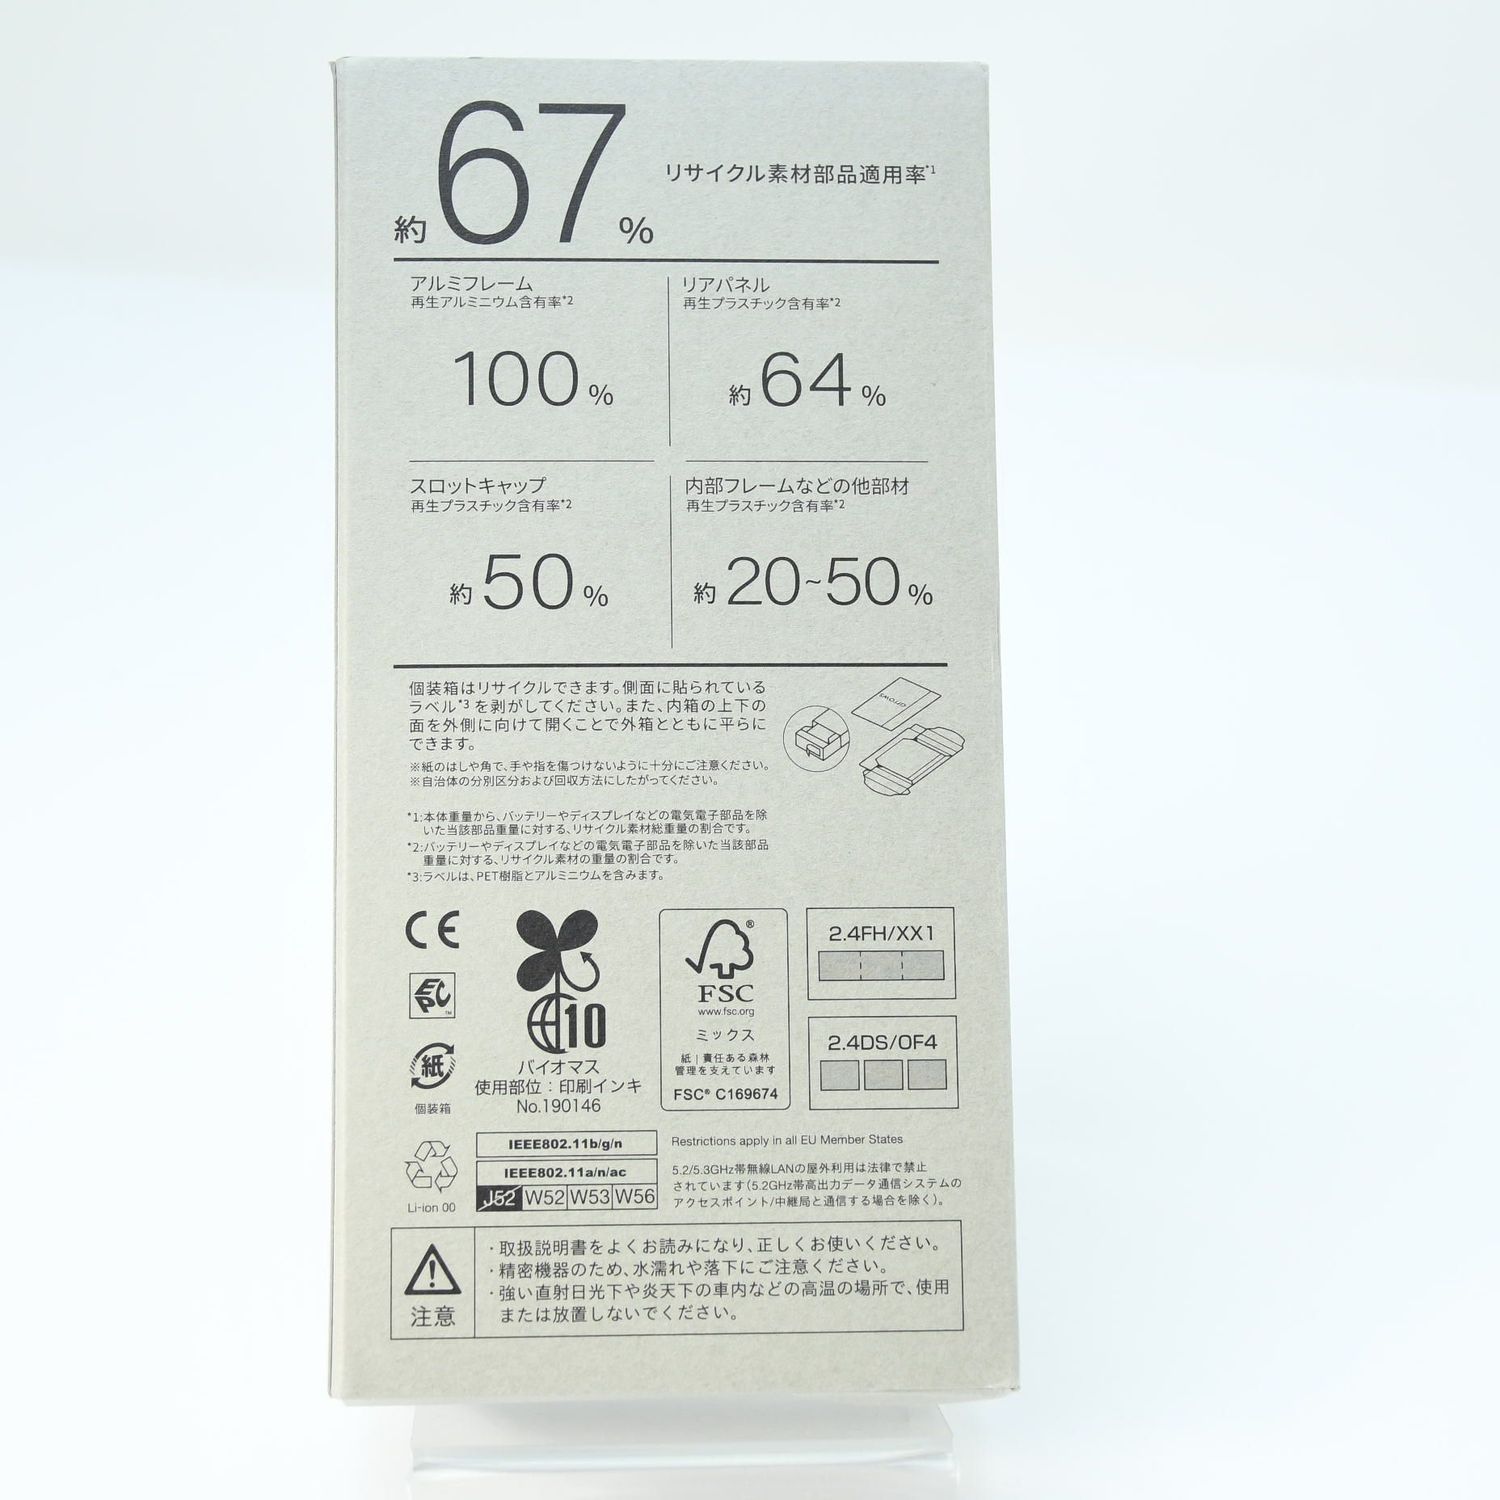 約67%
リサイクル素材部品適用率*1
アルミフレーム
再生アルミニウム含有率*2
100%
リアパネル
再生プラスチック含有率*2
約64%
スロットキャップ
再生プラスチック含有率*2
約50%
内部フレームなどの他部材
再生プラスチック含有率*2
約20~50%
個装箱はリサイクルできます。側面に貼られている
ラベル*3を剥がしてください。また、内箱の上下の
面を外側に向けて開くことで外箱とともに平らに
できます。
※紙のはしや角で、手や指を傷つけないように十分にご注意ください。
※自治体の分別区分および回収方法にしたがってください。
*1:本体重量から、バッテリーやディスプレイなどの電気電子部品を除
いた当該部品重量に対する、リサイクル素材総重量の割合です。
*2:バッテリーやディスプレイなどの電気電子部品を除いた当該部品
重量に対する、リサイクル素材の重量の割合です。
*3:ラベルは、PET樹脂とアルミニウムを含みます。
CE
EPC
TM
紙
個装箱
10
バイオマス
使用部位：印刷インキ
No.190146
®
FSC
www.fsc.org
ミックス
紙｜責任ある森林
管理を支えています
FSC® C169674
2.4FH/XX1
2.4DS/OF4
Li-ion 00
IEEE802.11b/g/n
IEEE802.11a/n/ac
J52 W52 W53 W56
Restrictions apply in all EU Member States
5.2/5.3GHz帯無線LANの屋外利用は法律で禁止
されています(5.2GHz帯高出力データ通信システムの
アクセスポイント/中継局と通信する場合を除く)。
注意
・取扱説明書をよくお読みになり、正しくお使いください。
・精密機器のため、水濡れや落下にご注意ください。
・強い直射日光下や炎天下の車内などの高温の場所で、使用
または放置しないでください。